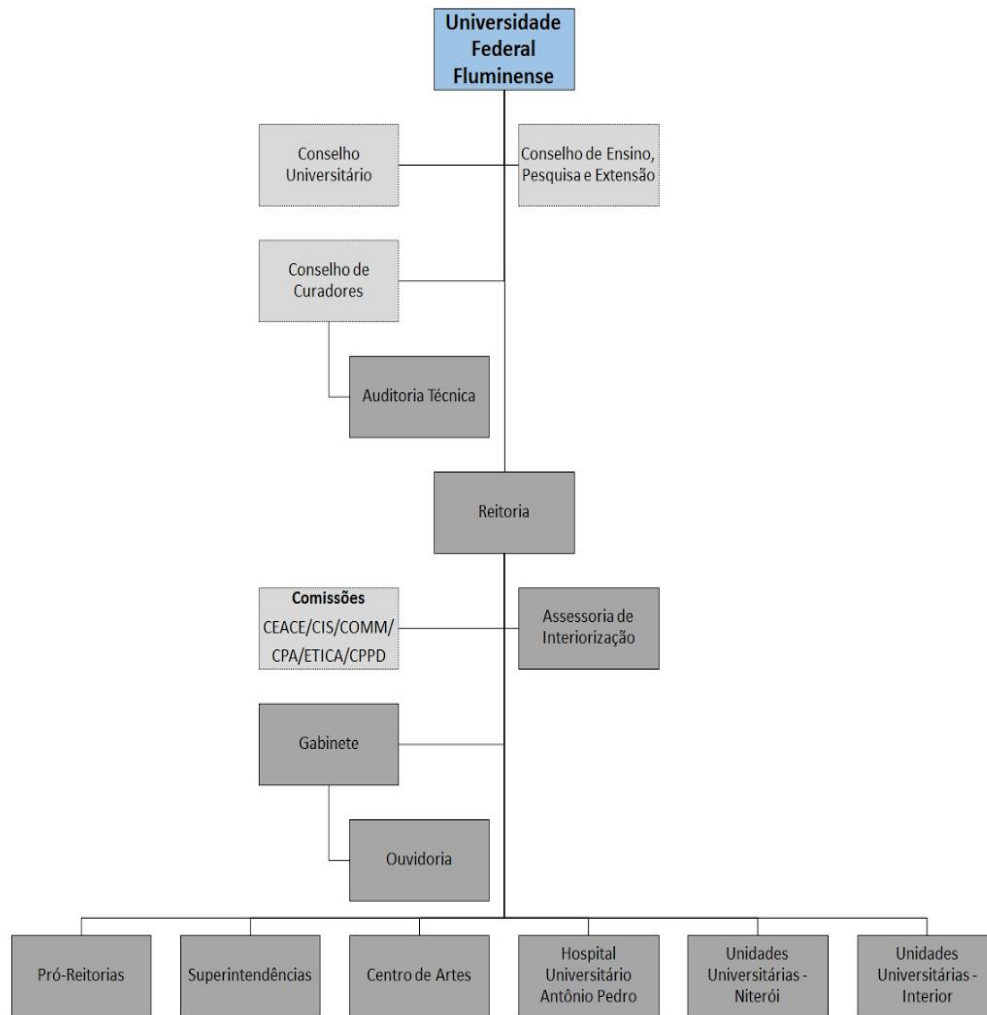 Universidade
Federal
Fluminense
Conselho
Universitário
Conselho de Ensino,
Pesquisa e Extensão
Conselho de
Curadores
Auditoria Técnica
Reitoria
Comissões
CEACE/CIS/COMM/
CPA/ETICA/CPPD
Assessoria de
Interiorização
Gabinete
Ouvidoria
Pró-Reitorias
Superintendências
Centro de Artes
Hospital
Universitário
Antônio Pedro
Unidades
Universitárias -
Niterói
Unidades
Universitárias -
Interior